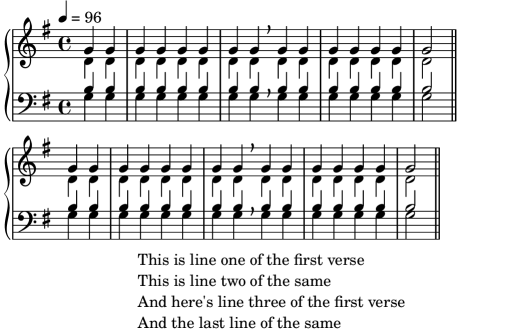 = 96
This is line one of the first verse
This is line two of the same
And here's line three of the first verse
And the last line of the same